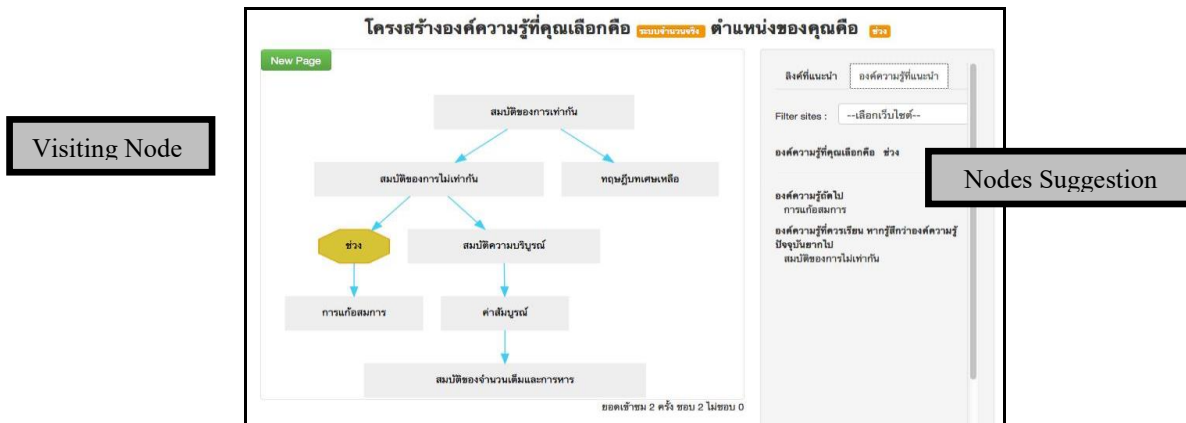 โครงสร้างองค์ความรู้ที่คุณเลือกคือ ระบบจำนวนจริง ตำแหน่งของคุณคือ ช่วง
New Page
สมบัติของการเท่ากัน
สมบัติของการไม่เท่ากัน
ทฤษฎีบทเศษเหลือ
ช่วง
สมบัติความบริบูรณ์
การแก้อสมการ
ค่าสัมบูรณ์
สมบัติของจำนวนเต็มและการหาร
ยอดเข้าชม 2 ครั้ง ชอบ 2 ไม่ชอบ 0
ลิงค์ที่แนะนำ
องค์ความรู้ที่แนะนำ
Filter sites :
--เลือกเว็บไซต์--
องค์ความรู้ที่คุณเลือกคือ ช่วง
องค์ความรู้ถัดไป
การแก้อสมการ
องค์ความรู้ที่ควรเรียน หากรู้สึกว่าองค์ความรู้
ปัจจุบันยากไป
สมบัติของการไม่เท่ากัน
Visiting Node
Nodes Suggestion